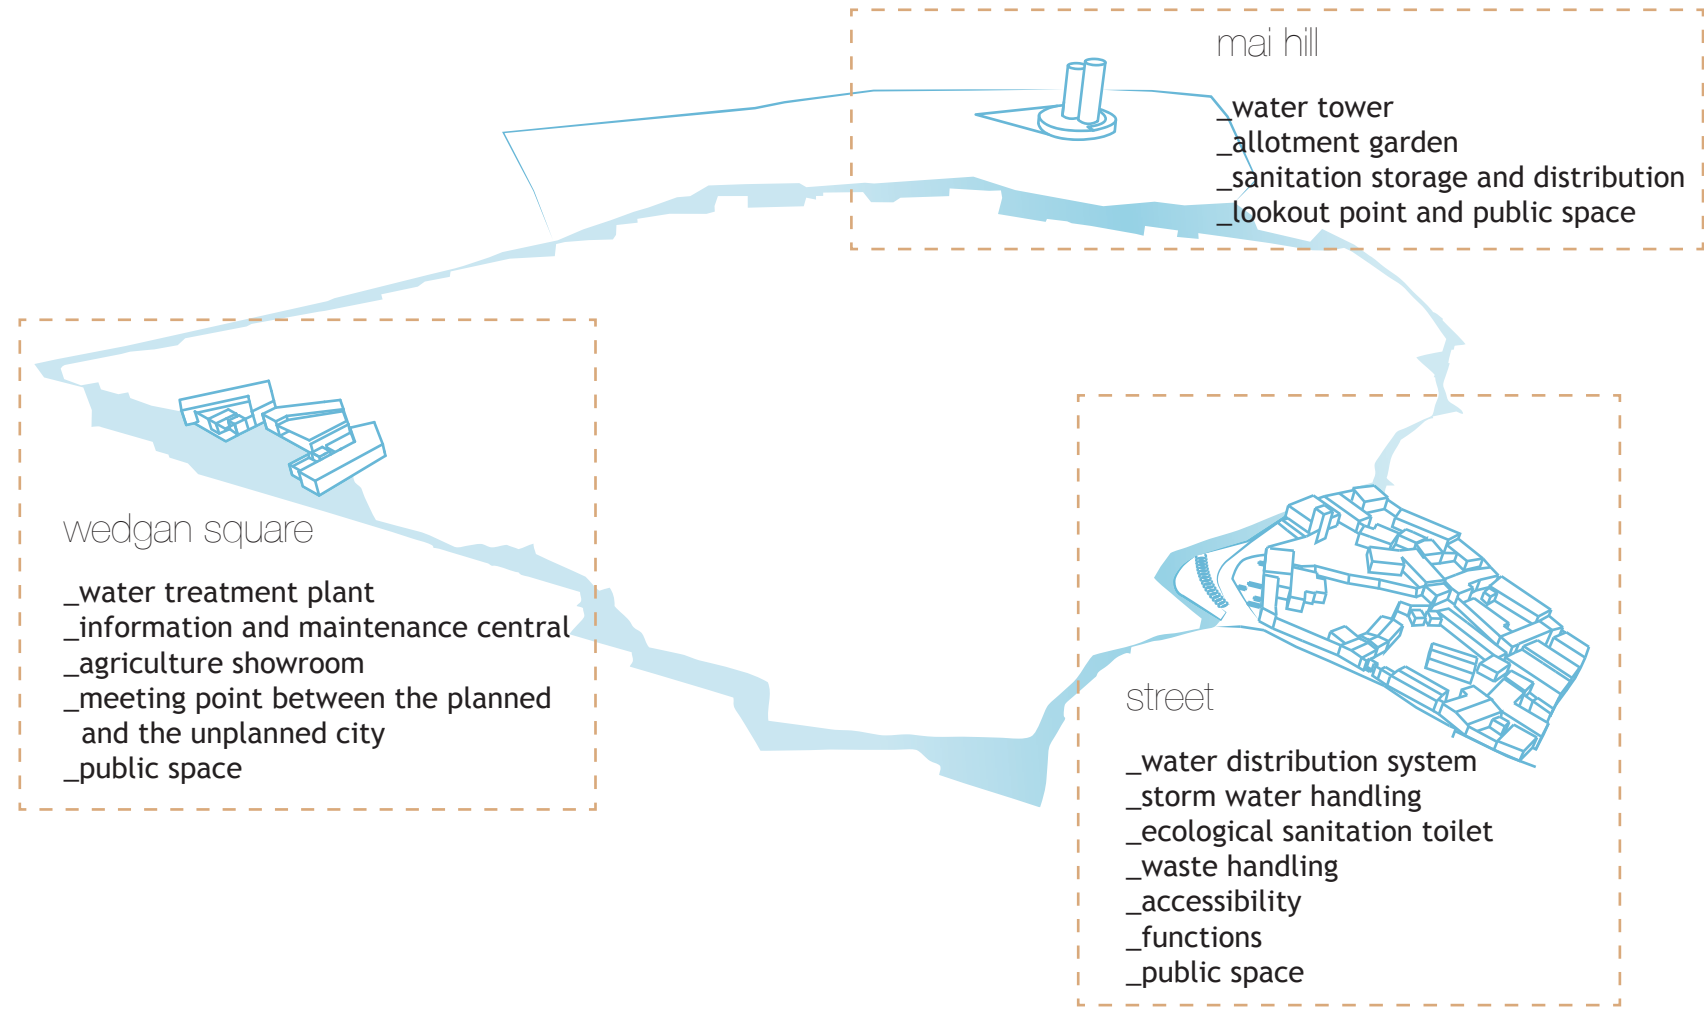 mai hill
_water tower
_allotment garden
_sanitation storage and distribution
_lookout point and public space
wedgan square
_water treatment plant
_information and maintenance central
_agriculture showroom
_meeting point between the planned
and the unplanned city
_public space
street
_water distribution system
_storm water handling
_ecological sanitation toilet
_waste handling
_accessibility
_functions
_public space